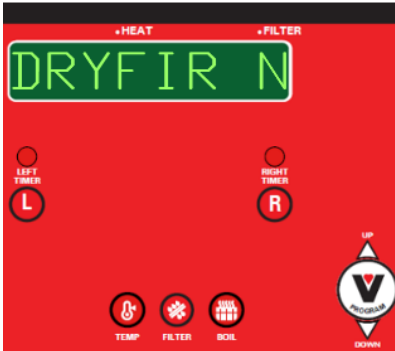 •HEAT •FILTER
DRYFIR N
LEFT TIMER
RIGHT TIMER
L
R
UP
V
PROGRAM
TEMP FILTER BOIL
DOWN